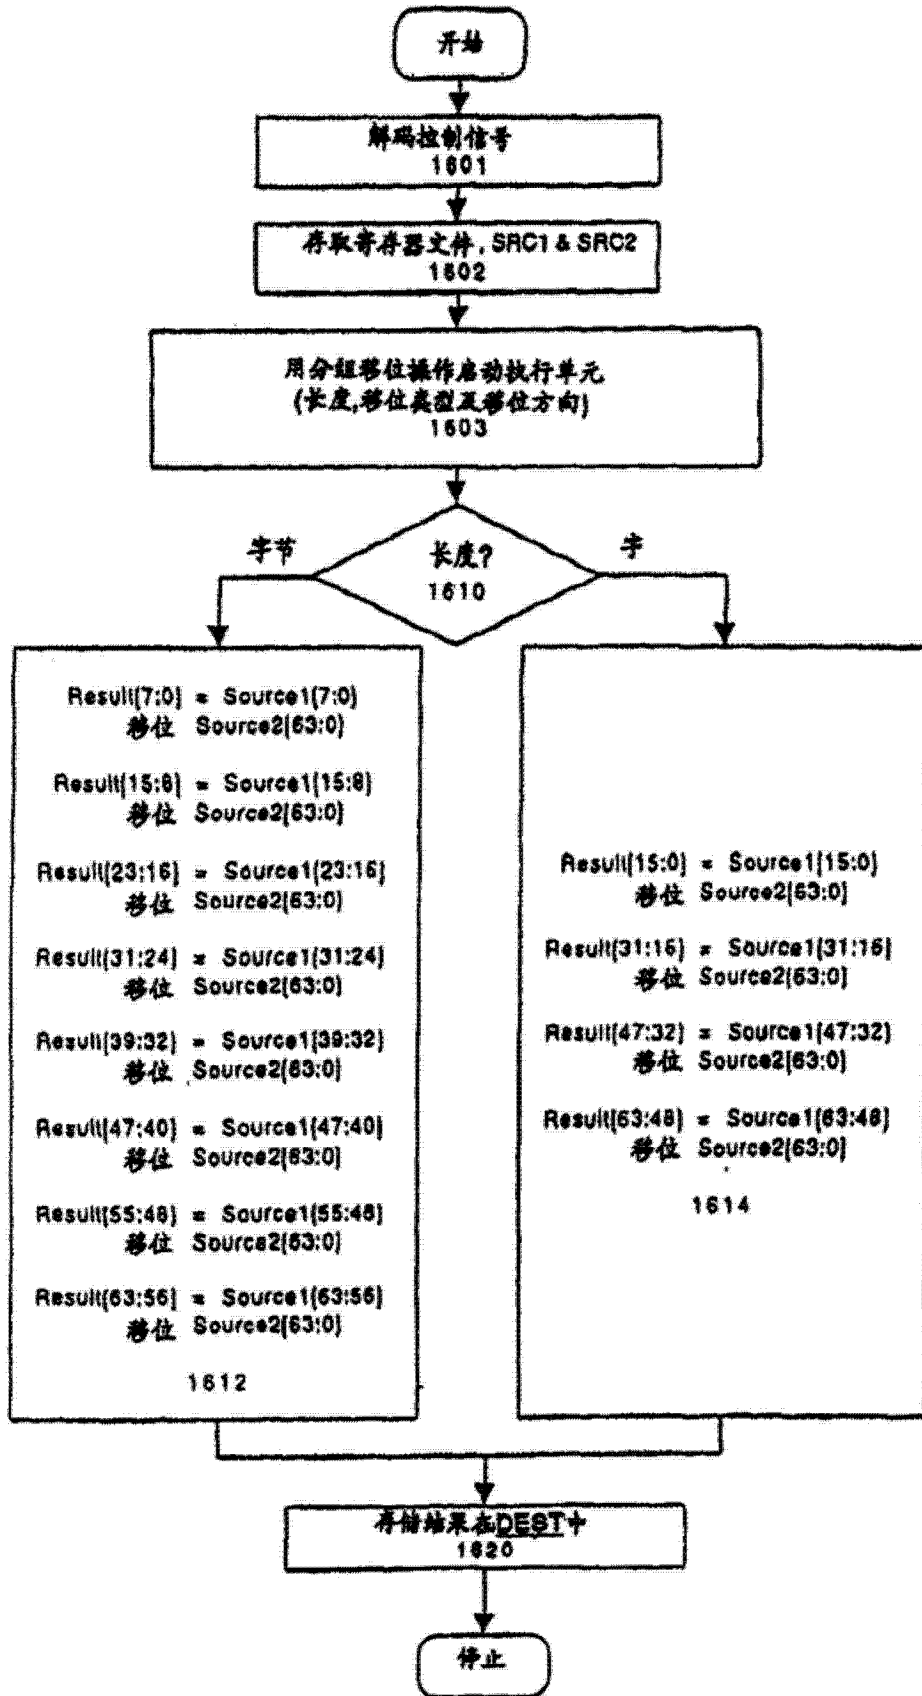 开始
解码控制信号
1601
存取寄存器文件, SRC1 & SRC2
1602
用分组移位操作启动执行单元
(长度,移位类型及移位方向)
1603
字节
长度?
字
1610
Result(7:0) = Source1(7:0)
移位 Source2(63:0)
Result(15:8) = Source1(15:8)
移位 Source2(63:0)
Result(23:16) = Source1(23:16)
移位 Source2(63:0)
Result(31:24) = Source1(31:24)
移位 Source2(63:0)
Result(39:32) = Source1(39:32)
移位 Source2(63:0)
Result(47:40) = Source1(47:40)
移位 Source2(63:0)
Result(55:48) = Source1(55:48)
移位 Source2(63:0)
Result(63:56) = Source1(63:56)
移位 Source2(63:0)
1612
Result(15:0) = Source1(15:0)
移位 Source2(63:0)
Result(31:16) = Source1(31:16)
移位 Source2(63:0)
Result(47:32) = Source1(47:32)
移位 Source2(63:0)
Result(63:48) = Source1(63:48)
移位 Source2(63:0)
1614
存储结果在DEST中
1620
停止